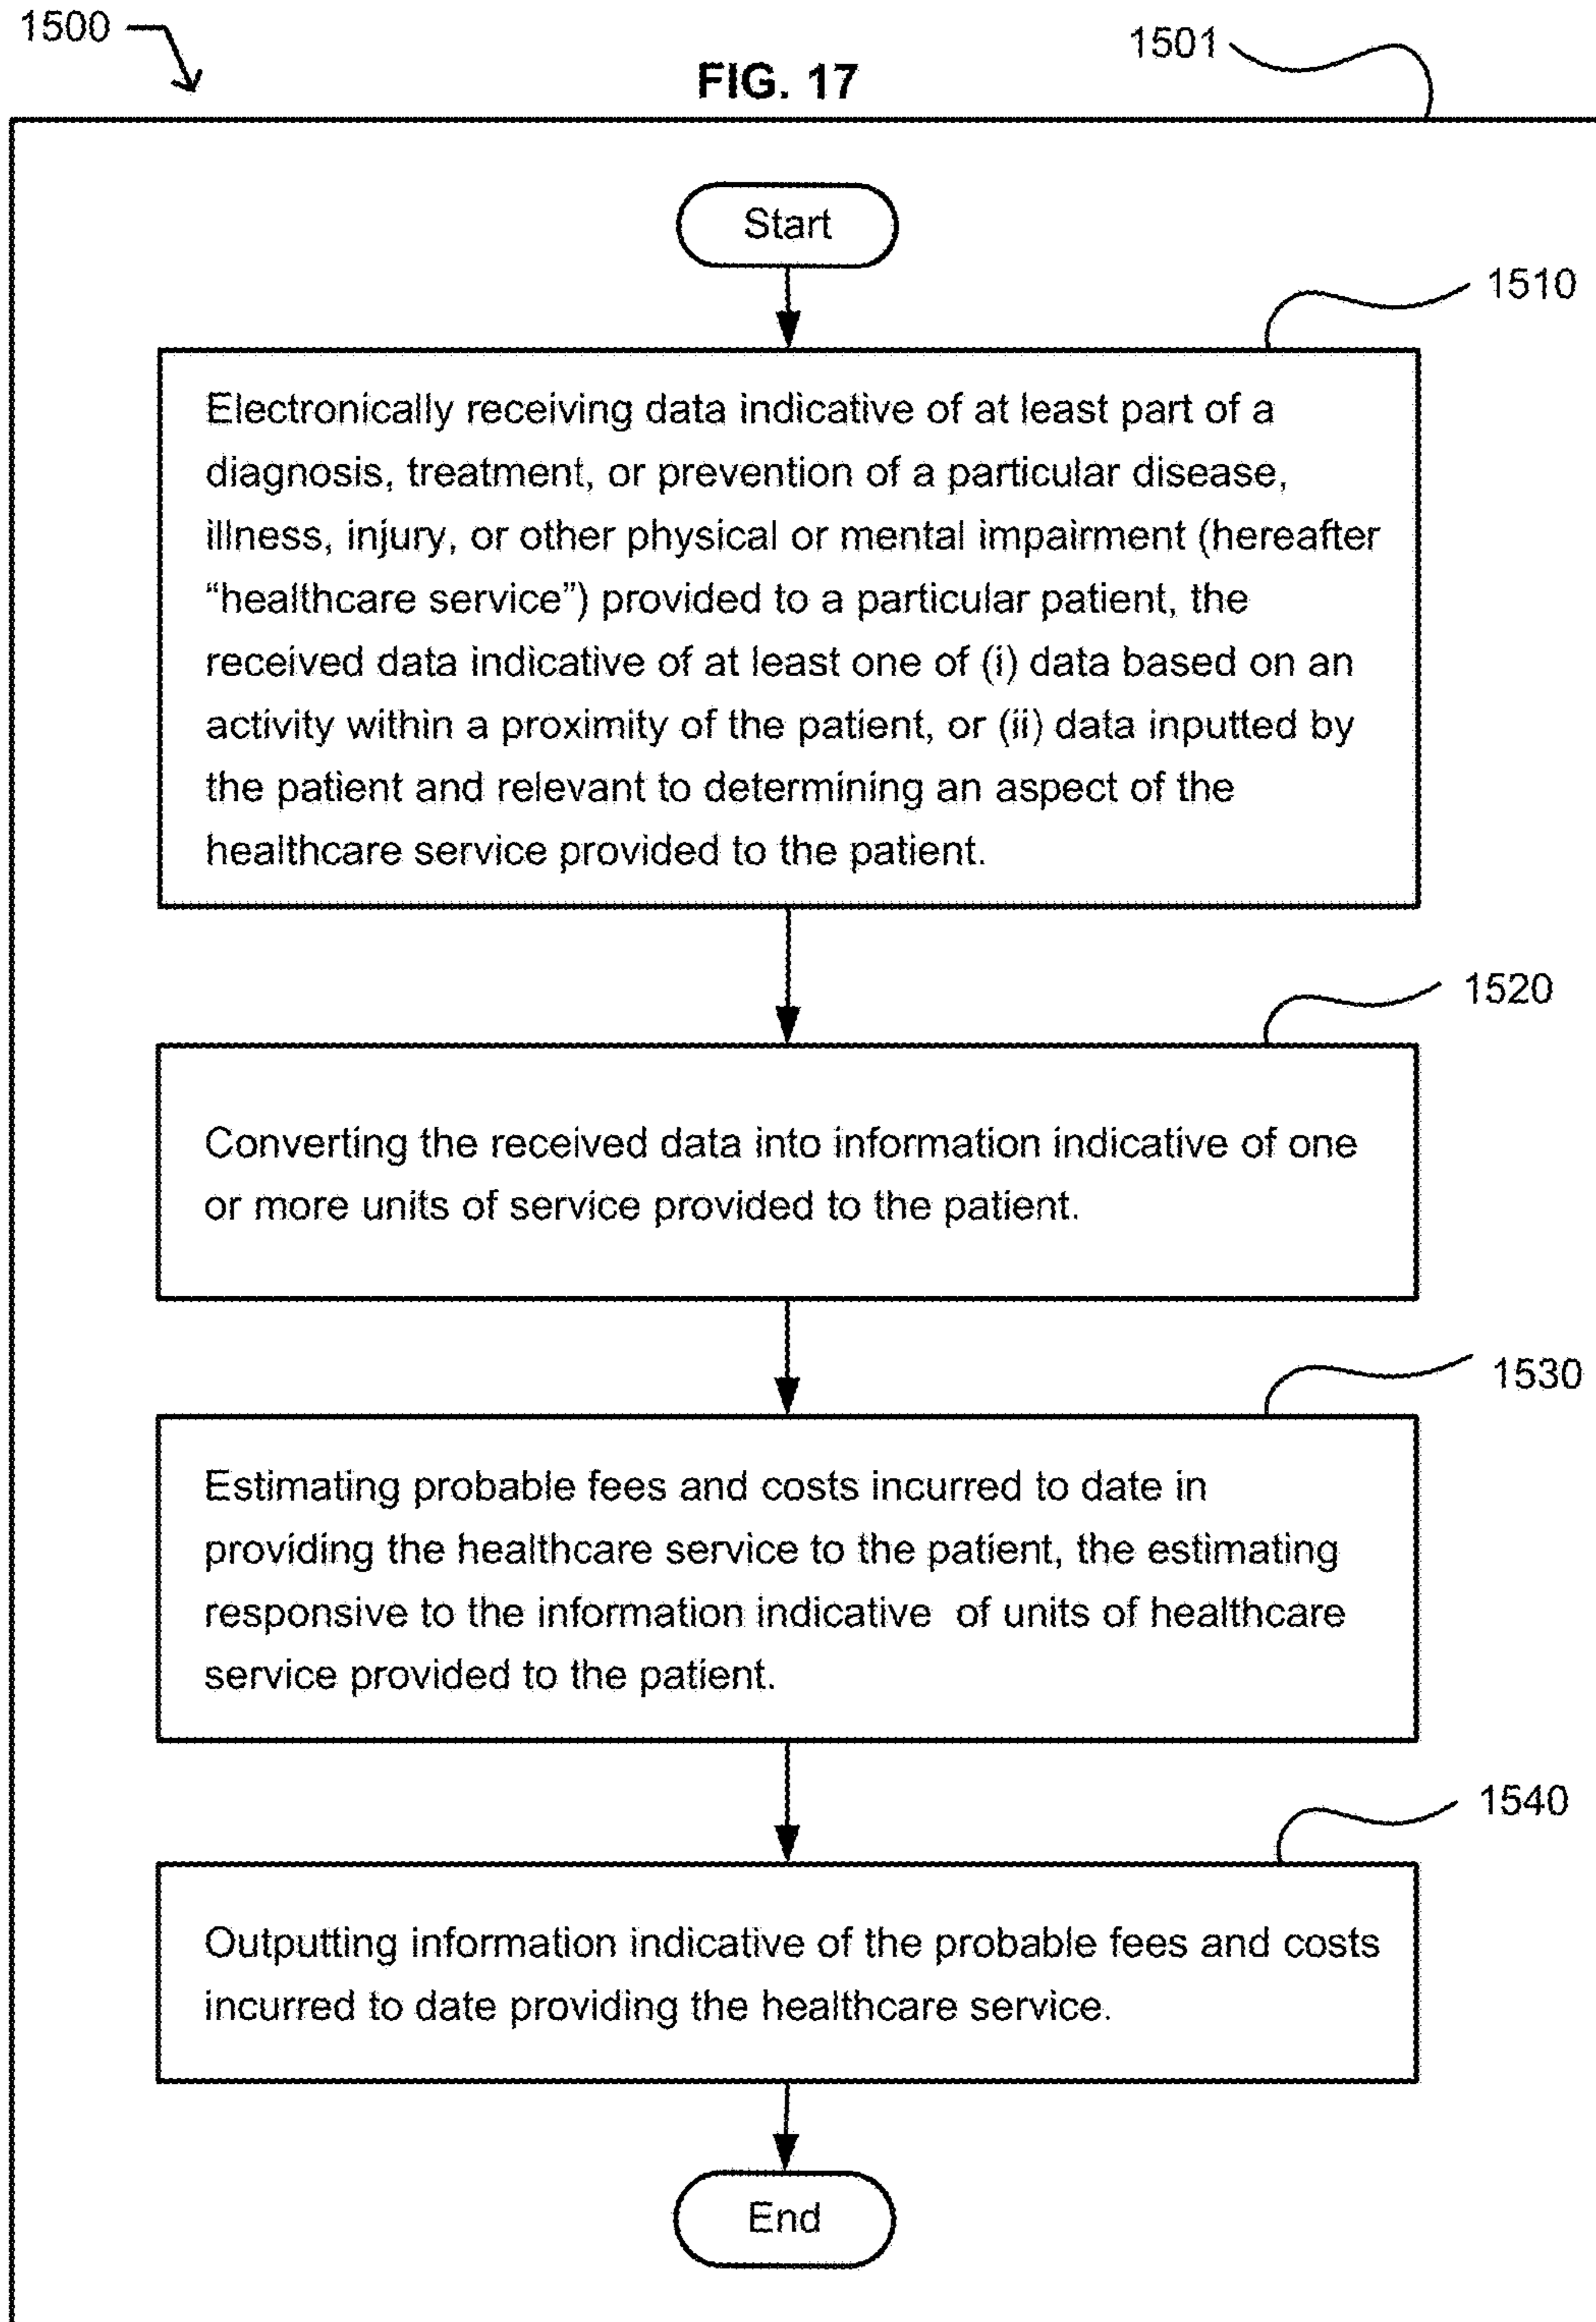 1500
1501
FIG. 17
Start
1510
Electronically receiving data indicative of at least part of a
diagnosis, treatment, or prevention of a particular disease,
illness, injury, or other physical or mental impairment (hereafter
“healthcare service”) provided to a particular patient, the
received data indicative of at least one of (i) data based on an
activity within a proximity of the patient, or (ii) data inputted by
the patient and relevant to determining an aspect of the
healthcare service provided to the patient.
1520
Converting the received data into information indicative of one
or more units of service provided to the patient.
1530
Estimating probable fees and costs incurred to date in
providing the healthcare service to the patient, the estimating
responsive to the information indicative of units of healthcare
service provided to the patient.
1540
Outputting information indicative of the probable fees and costs
incurred to date providing the healthcare service.
End